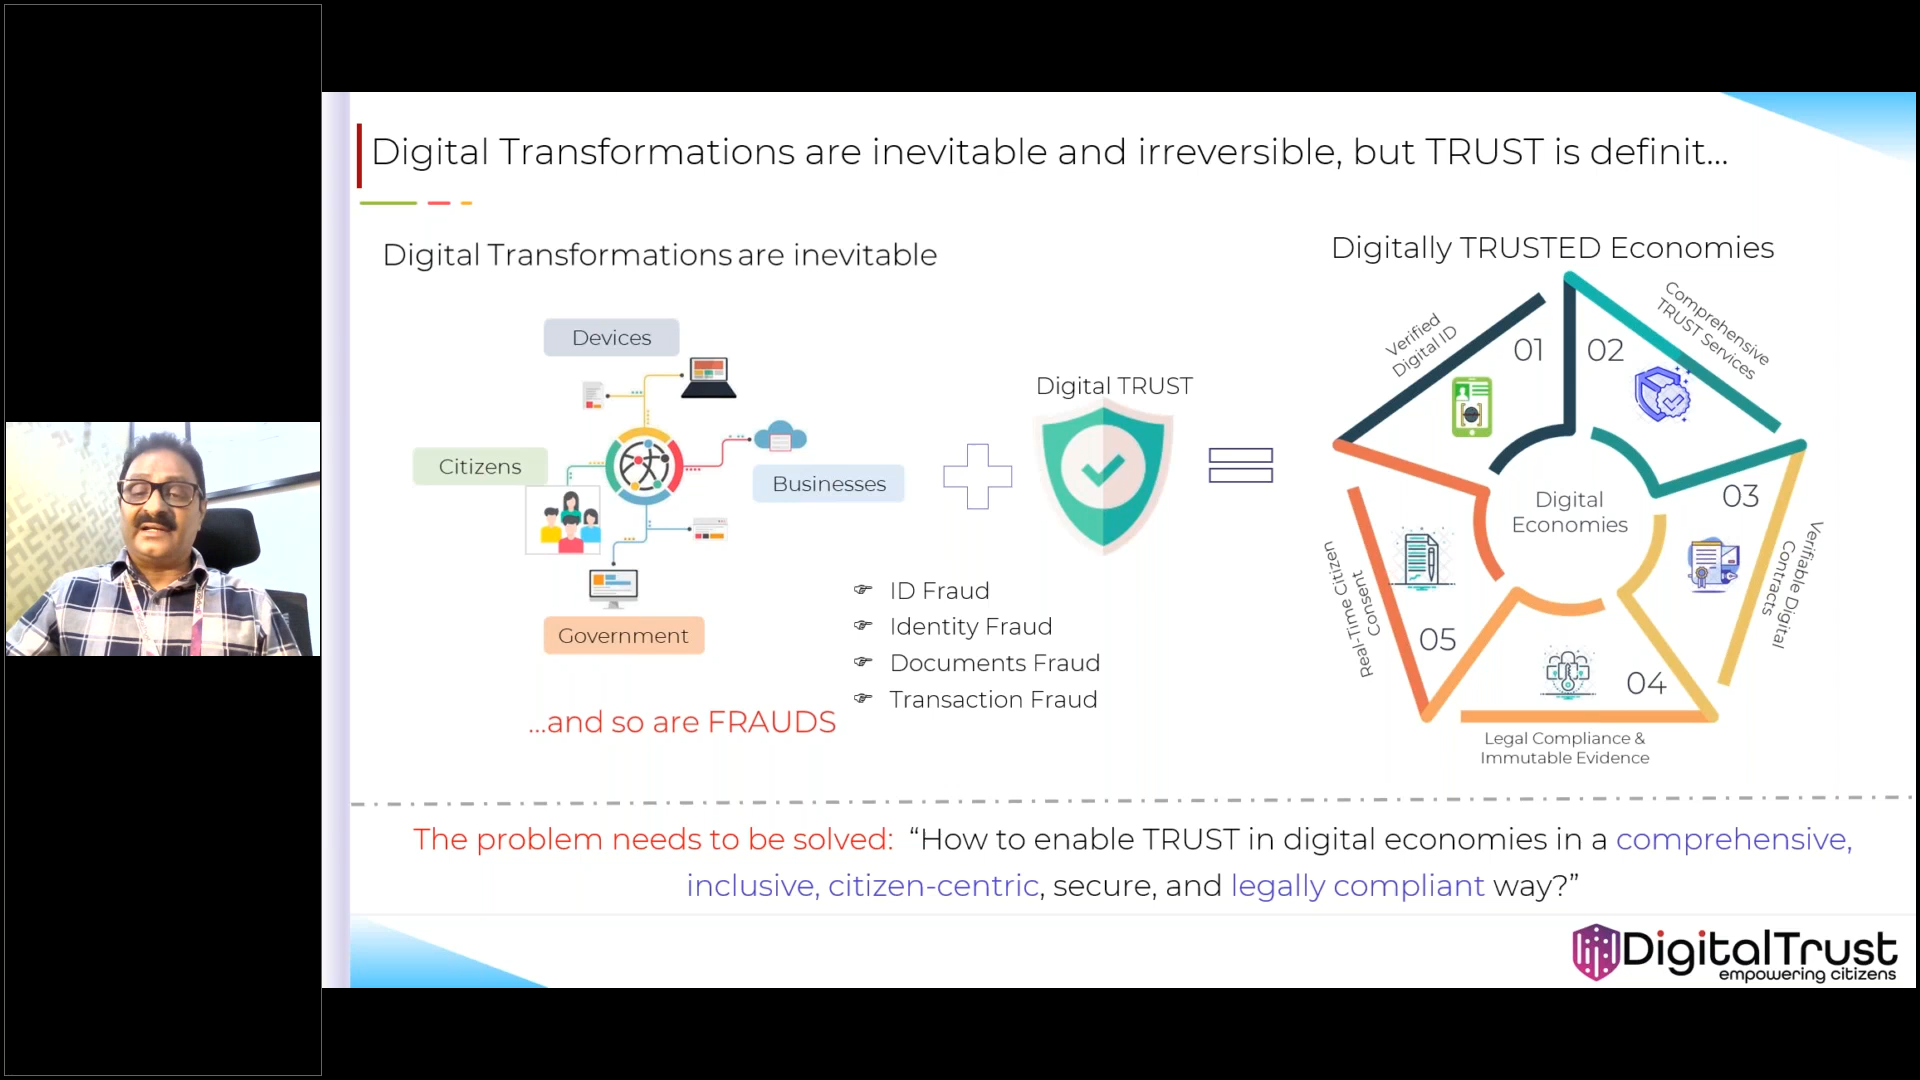 Digital Transformations are inevitable and irreversible, but TRUST is definit...
Digital Transformations are inevitable
Devices
Citizens
Businesses
Government
...and so are FRAUDS
Digital TRUST
☞ ID Fraud
☞ Identity Fraud
☞ Documents Fraud
☞ Transaction Fraud
Digitally TRUSTED Economies
Verified
Digital ID
01
02
Comprehensive
TRUST Services
03
Verifiable Digital
Contracts
04
Legal Compliance &
Immutable Evidence
05
Real-Time Citizen
Consent
Digital
Economies
The problem needs to be solved: “How to enable TRUST in digital economies in a comprehensive,
inclusive, citizen-centric, secure, and legally compliant way?”
DigitalTrust
empowering citizens